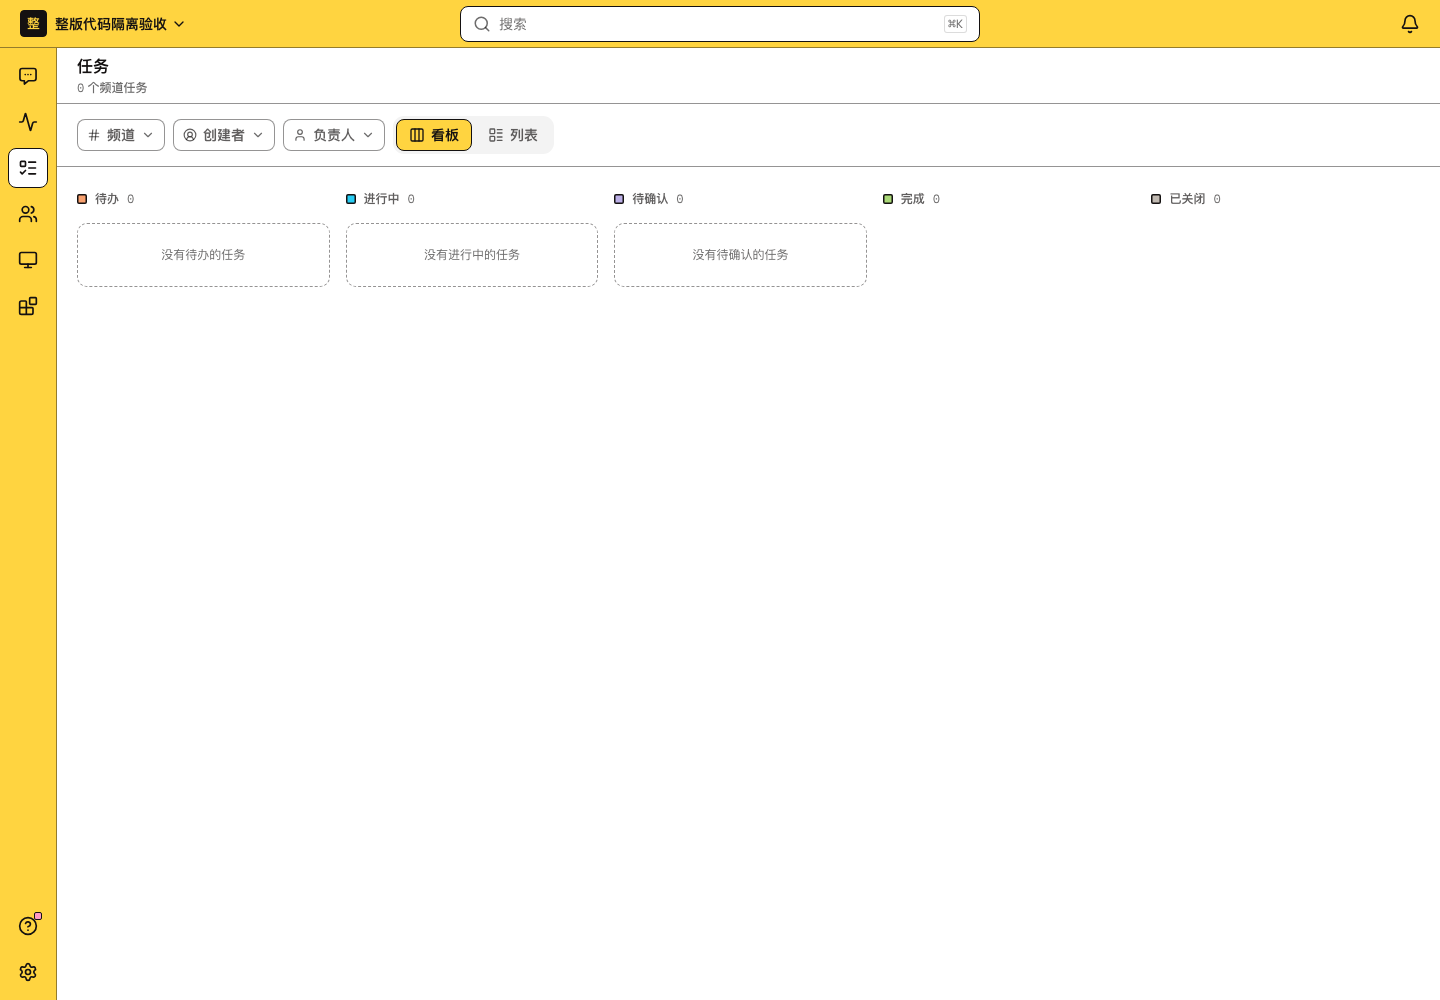 整 整版代码隔离验收
搜索 ⌘K
任务
0 个频道任务
频道 创建者 负责人 看板 列表
待办 0 进行中 0 待确认 0 完成 0 已关闭 0
没有待办的任务 没有进行中的任务 没有待确认的任务